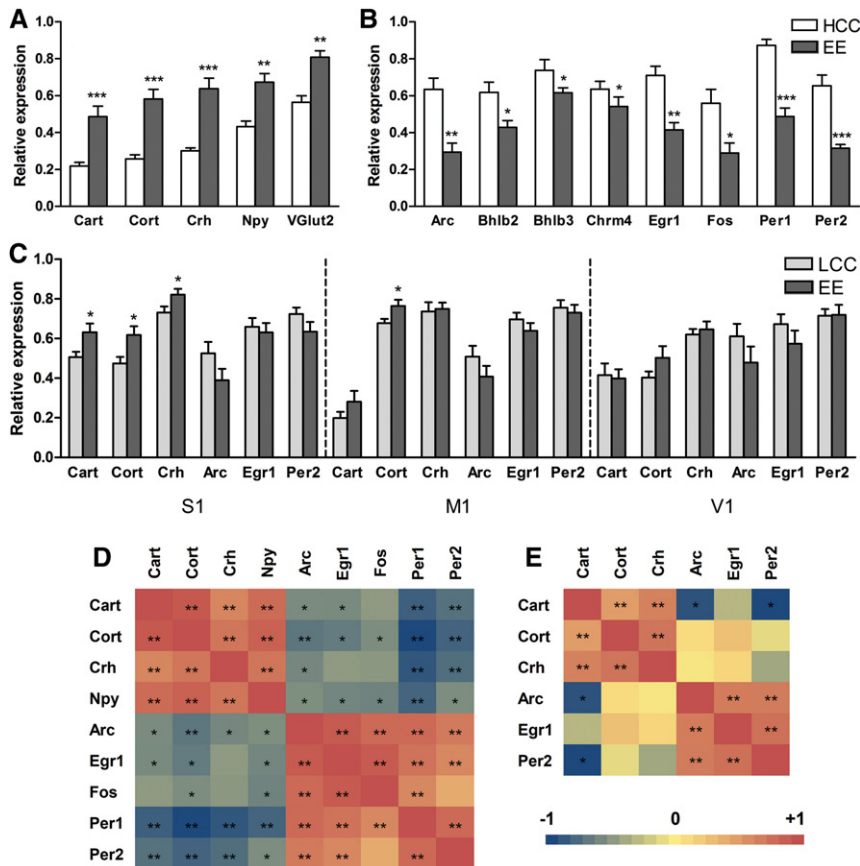 A
Relative expression
1.0
0.8
0.6
0.4
0.2
0.0
*** *** *** ** **
Cart Cort Crh Npy VGlut2
B
HCC
EE
Relative expression
1.0
0.8
0.6
0.4
0.2
0.0
** * * * ** * *** ***
Arc Bhlb2 Bhlb3 Chrm4 Egr1 Fos Per1 Per2
C
LCC
EE
Relative expression
1.0
0.8
0.6
0.4
0.2
0.0
* * * *
Cart Cort Crh Arc Egr1 Per2 Cart Cort Crh Arc Egr1 Per2 Cart Cort Crh Arc Egr1 Per2
S1 M1 V1
D
Cart Cort Crh Npy Arc Egr1 Fos Per1 Per2
Cart ** ** ** * * ** **
Cort ** ** ** ** * * ** **
Crh ** ** ** * ** **
Npy ** ** ** * * * ** *
Arc * ** * * ** ** ** **
Egr1 * * * ** ** ** **
Fos * * ** ** **
Per1 ** ** ** ** ** ** ** **
Per2 ** ** ** * ** ** **
E
Cart Cort Crh Arc Egr1 Per2
Cart ** ** * *
Cort ** **
Crh ** **
Arc * ** **
Egr1 ** **
Per2 * ** **
-1 0 +1